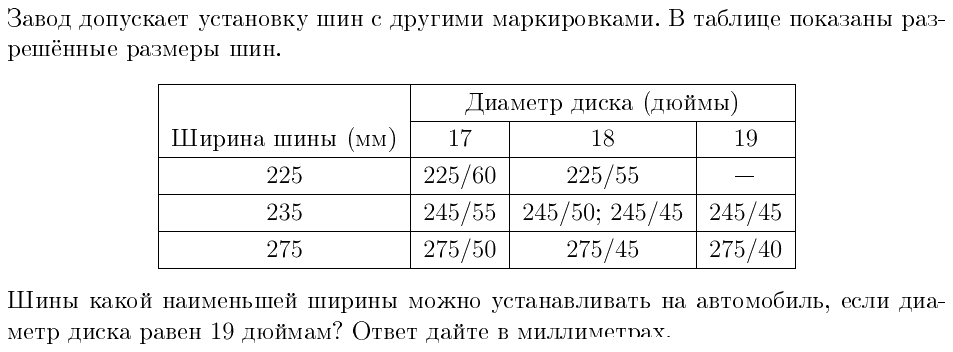 Завод допускает установку шин с другими маркировками. В таблице показаны раз-
решённые размеры шин.
Диаметр диска (дюймы)
Ширина шины (мм) 17 18 19
225 225/60 225/55 —
235 245/55 245/50; 245/45 245/45
275 275/50 275/45 275/40
Шины какой наименьшей ширины можно устанавливать на автомобиль, если диа-
метр диска равен 19 дюймам? Ответ дайте в миллиметрах.